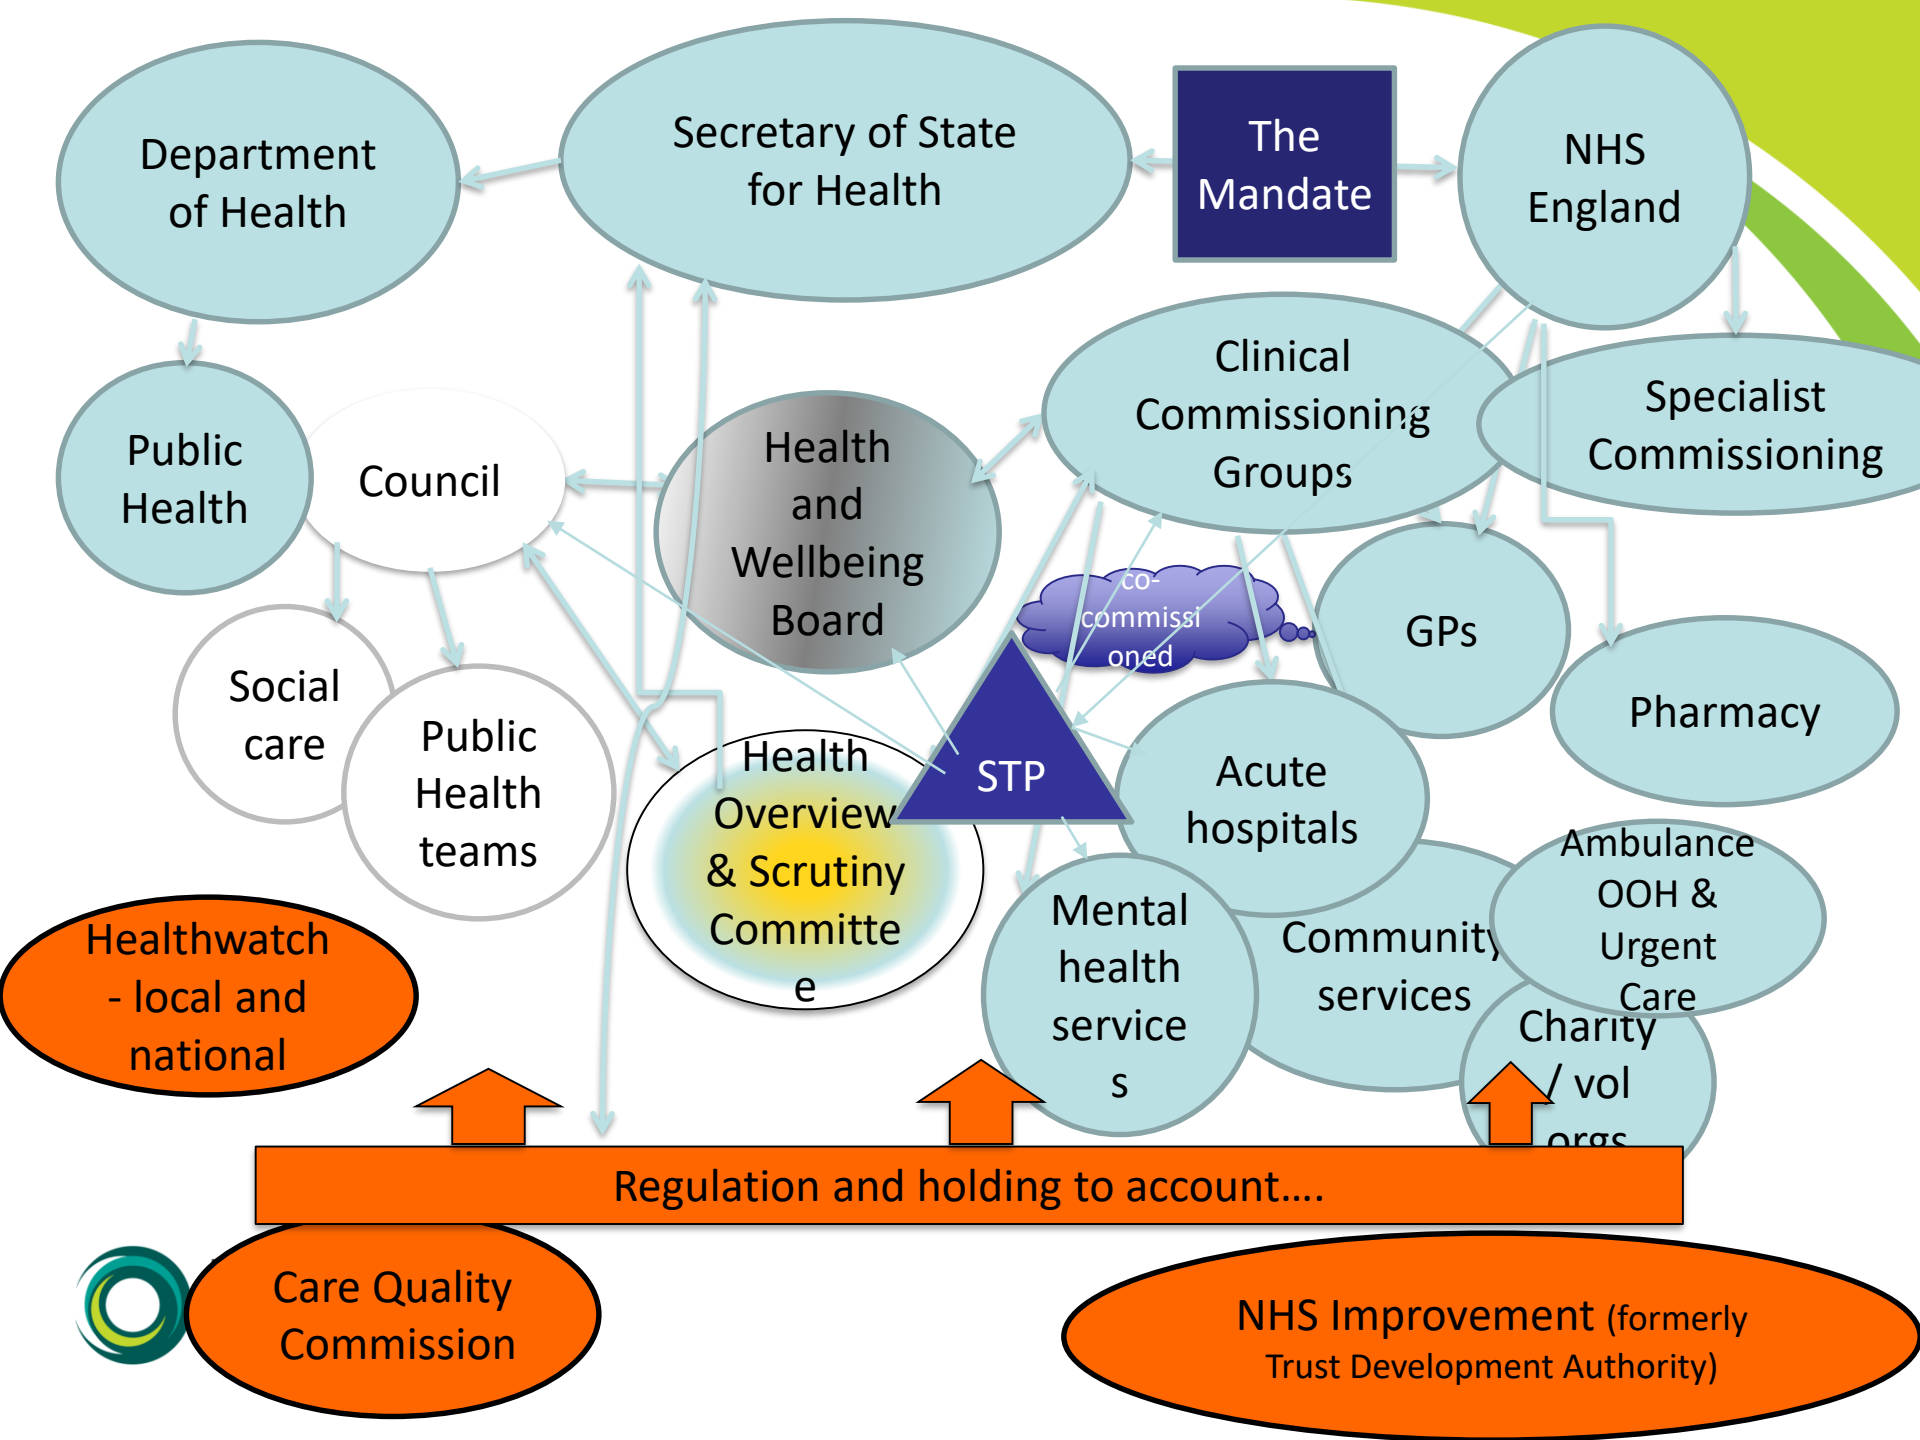 Department
of Health
Secretary of State
for Health
The
Mandate
NHS
England
Clinical
Commissioning
Groups
Specialist
Commissioning
Public
Health
Council
Health
and
Wellbeing
Board
co-
commissi
oned
GPs
Social
care
Public
Health
teams
Pharmacy
Health
Overview
& Scrutiny
Committe
e
STP
Acute
hospitals
Ambulance
OOH &
Urgent
Care
Mental
health
service
s
Community
services
Charity
/ vol
orgs
Healthwatch
- local and
national
Regulation and holding to account....
Care Quality
Commission
NHS Improvement (formerly
Trust Development Authority)